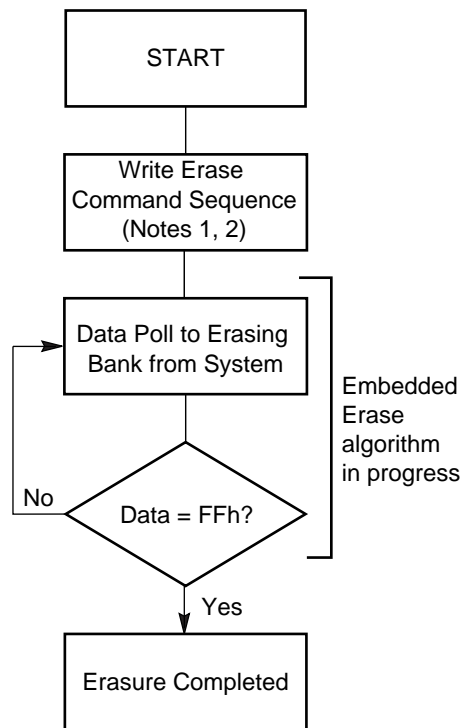 START
Write Erase
Command Sequence
(Notes 1, 2)
Data Poll to Erasing
Bank from System
Embedded
Erase
algorithm
in progress
No
Data = FFh?
Yes
Erasure Completed